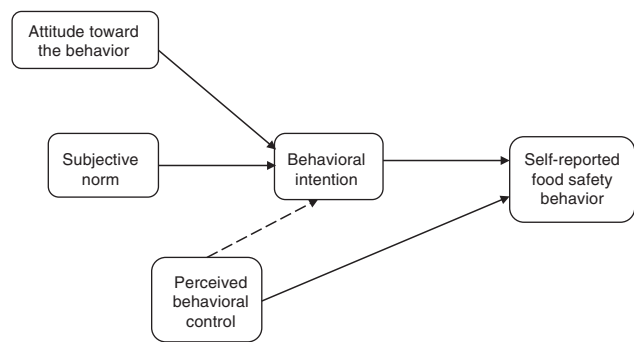 Attitude toward
the behavior
Subjective
norm
Behavioral
intention
Self-reported
food safety
behavior
Perceived
behavioral
control